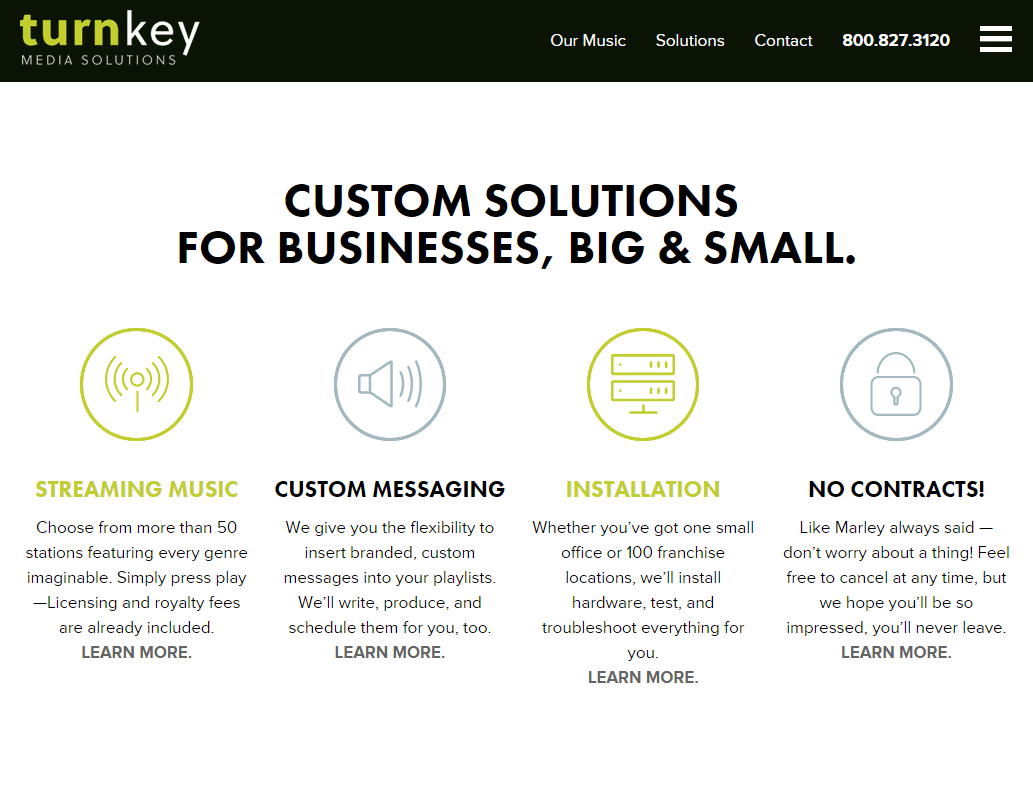 turnkey
MEDIA SOLUTIONS
Our Music
Solutions
Contact
800.827.3120
CUSTOM SOLUTIONS
FOR BUSINESSES, BIG & SMALL.
STREAMING MUSIC
Choose from more than 50
stations featuring every genre
imaginable. Simply press play
—Licensing and royalty fees
are already included.
LEARN MORE.
CUSTOM MESSAGING
We give you the flexibility to
insert branded, custom
messages into your playlists.
We’ll write, produce, and
schedule them for you, too.
LEARN MORE.
INSTALLATION
Whether you’ve got one small
office or 100 franchise
locations, we’ll install
hardware, test, and
troubleshoot everything for
you.
LEARN MORE.
NO CONTRACTS!
Like Marley always said —
don’t worry about a thing! Feel
free to cancel at any time, but
we hope you’ll be so
impressed, you’ll never leave.
LEARN MORE.